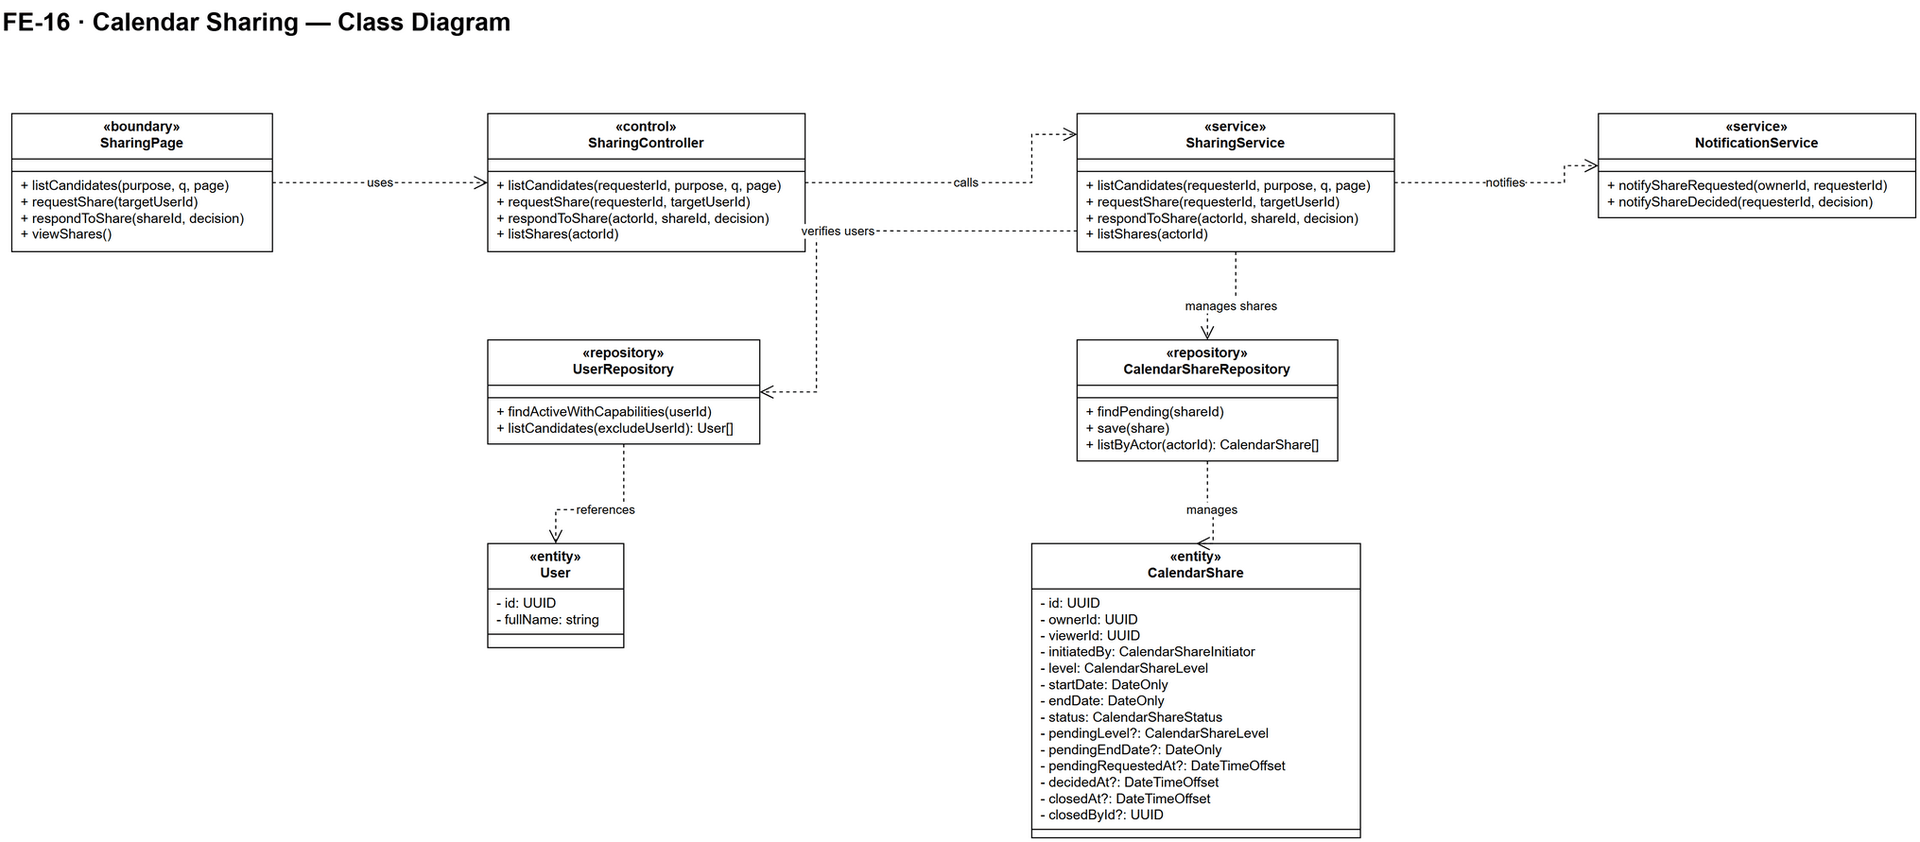 FE-16 · Calendar Sharing — Class Diagram
«boundary»
SharingPage
+ listCandidates(purpose, q, page)
+ requestShare(targetUserId)
+ respondToShare(shareId, decision)
+ viewShares()
uses
«control»
SharingController
+ listCandidates(requesterId, purpose, q, page)
+ requestShare(requesterId, targetUserId)
+ respondToShare(actorId, shareId, decision)
+ listShares(actorId)
calls
verifies users
«service»
SharingService
+ listCandidates(requesterId, purpose, q, page)
+ requestShare(requesterId, targetUserId)
+ respondToShare(actorId, shareId, decision)
+ listShares(actorId)
notifies
«service»
NotificationService
+ notifyShareRequested(ownerId, requesterId)
+ notifyShareDecided(requesterId, decision)
manages shares
«repository»
UserRepository
+ findActiveWithCapabilities(userId)
+ listCandidates(excludeUserId): User[]
«repository»
CalendarShareRepository
+ findPending(shareId)
+ save(share)
+ listByActor(actorId): CalendarShare[]
references
manages
«entity»
User
- id: UUID
- fullName: string
«entity»
CalendarShare
- id: UUID
- ownerId: UUID
- viewerId: UUID
- initiatedBy: CalendarShareInitiator
- level: CalendarShareLevel
- startDate: DateOnly
- endDate: DateOnly
- status: CalendarShareStatus
- pendingLevel?: CalendarShareLevel
- pendingEndDate?: DateOnly
- pendingRequestedAt?: DateTimeOffset
- decidedAt?: DateTimeOffset
- closedAt?: DateTimeOffset
- closedById?: UUID